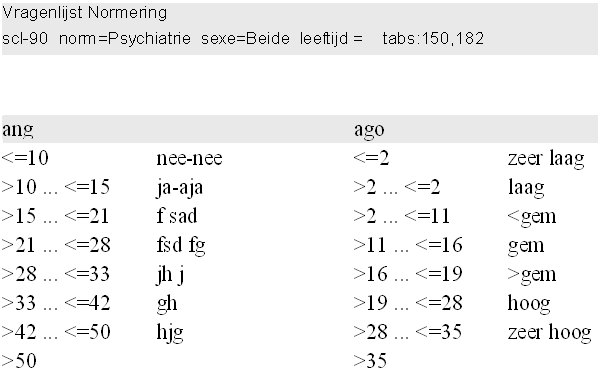 Vragenlijst Normering
scl-90 norm=Psychiatrie sexe=Beide leeftijd = tabs:150,182
ang ago
<=10 nee-nee <=2 zeer laag
>10 ... <=15 ja-aja >2 ... <=2 laag
>15 ... <=21 f sad >2 ... <=11 <gem
>21 ... <=28 fsd fg >11 ... <=16 gem
>28 ... <=33 jh j >16 ... <=19 >gem
>33 ... <=42 gh >19 ... <=28 hoog
>42 ... <=50 hjg >28 ... <=35 zeer hoog
>50 >35